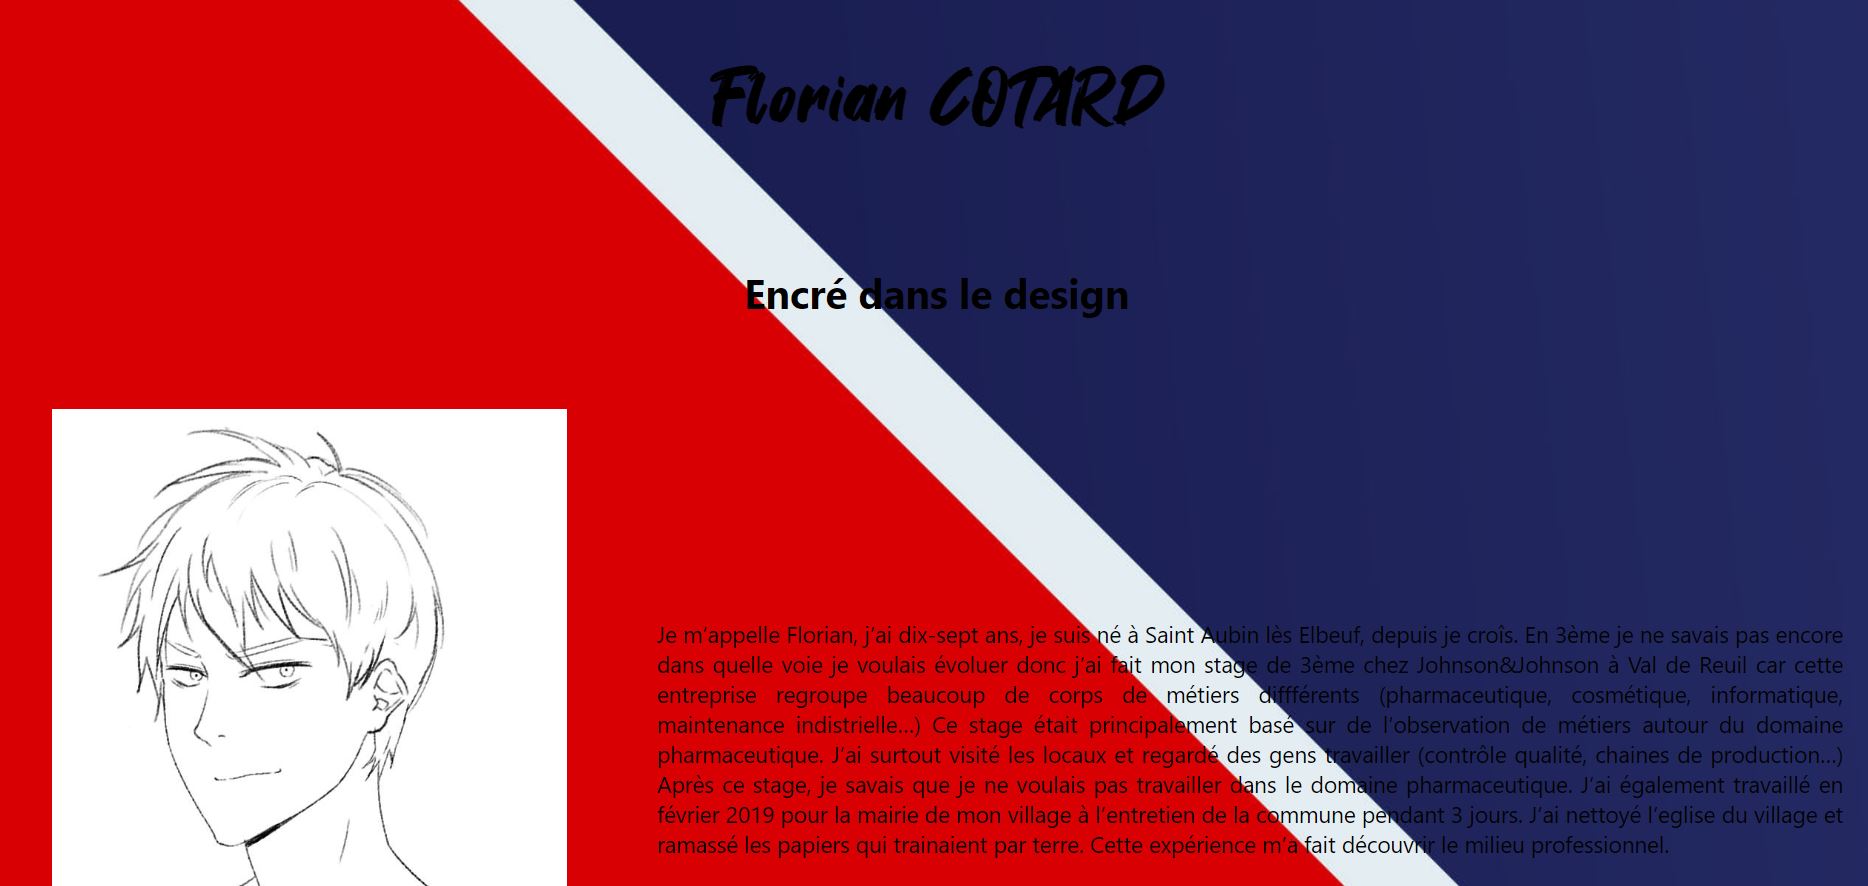 Florian COTARD
Encré dans le design
Je m'appelle Florian, j'ai dix-sept ans, je suis né à Saint Aubin lès Elbeuf, depuis je croîs. En 3ème je ne savais pas encore
dans quelle voie je voulais évoluer donc j'ai fait mon stage de 3ème chez Johnson&Johnson à Val de Reuil car cette
entreprise regroupe beaucoup de corps de métiers diffférents (pharmaceutique, cosmétique, informatique,
maintenance indistrielle...) Ce stage était principalement basé sur de l'observation de métiers autour du domaine
pharmaceutique. J'ai surtout visité les locaux et regardé des gens travailler (contrôle qualité, chaines de production...)
Après ce stage, je savais que je ne voulais pas travailler dans le domaine pharmaceutique. J'ai également travaillé en
février 2019 pour la mairie de mon village à l'entretien de la commune pendant 3 jours. J'ai nettoyé l'eglise du village et
ramassé les papiers qui trainaient par terre. Cette expérience m'a fait découvrir le milieu professionnel.